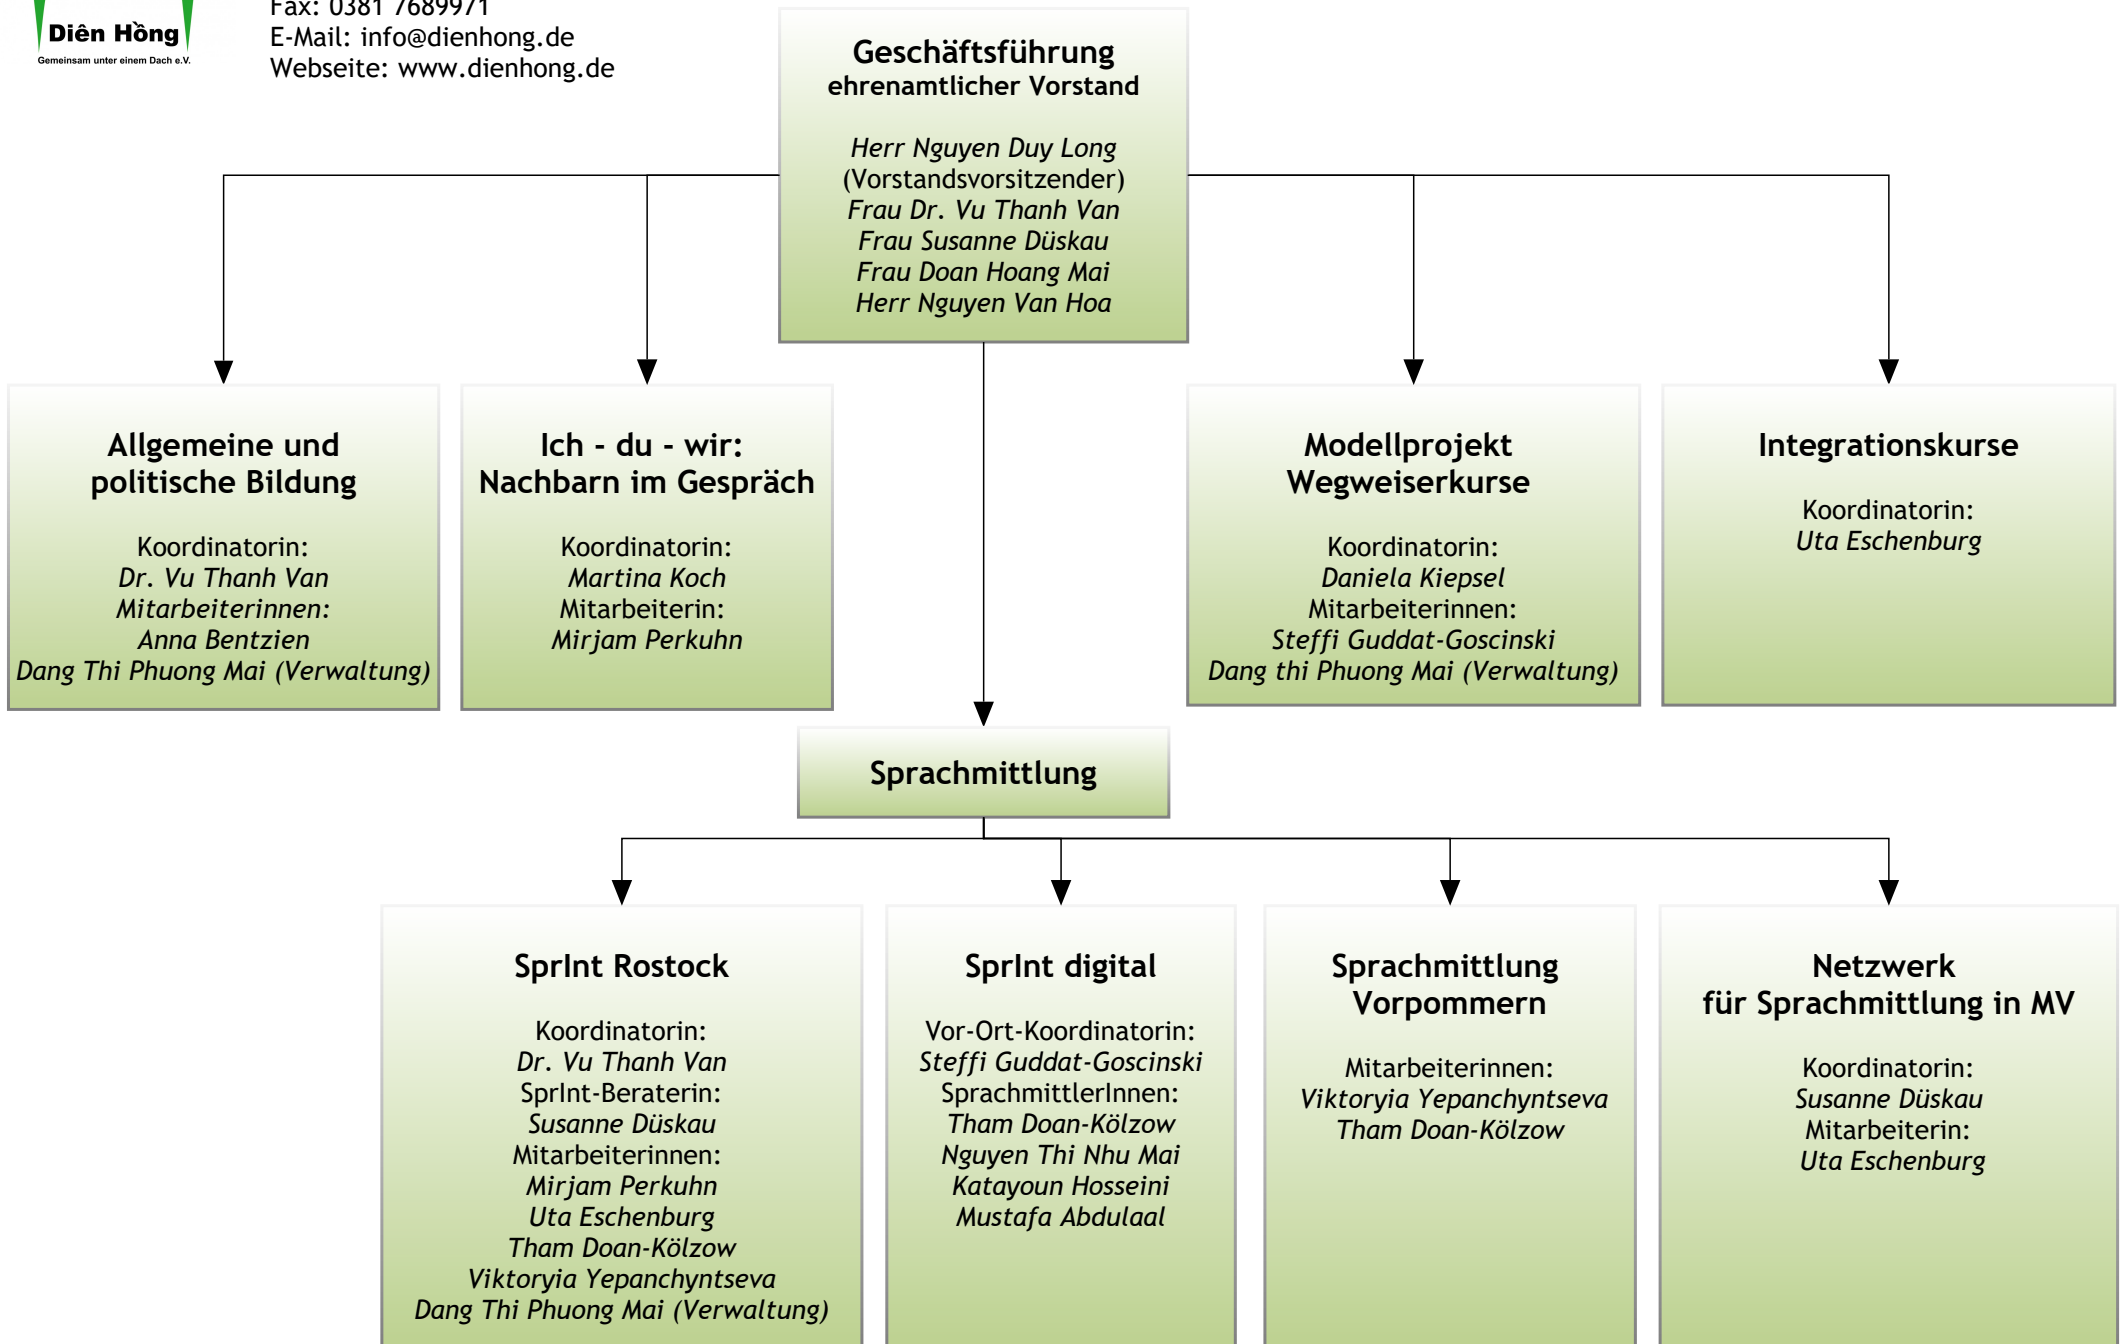 Diên Hồng
Gemeinsam unter einem Dach e.V.
Fax: 0381 7689971
E-Mail: info@dienhong.de
Webseite: www.dienhong.de
Geschäftsführung
ehrenamtlicher Vorstand
Herr Nguyen Duy Long
(Vorstandsvorsitzender)
Frau Dr. Vu Thanh Van
Frau Susanne Düskau
Frau Doan Hoang Mai
Herr Nguyen Van Hoa
Allgemeine und
politische Bildung
Koordinatorin:
Dr. Vu Thanh Van
Mitarbeiterinnen:
Anna Bentzien
Dang Thi Phuong Mai (Verwaltung)
Ich - du - wir:
Nachbarn im Gespräch
Koordinatorin:
Martina Koch
Mitarbeiterin:
Mirjam Perkuhn
Modellprojekt
Wegweiserkurse
Koordinatorin:
Daniela Kiepsel
Mitarbeiterinnen:
Steffi Guddat-Goscinski
Dang thi Phuong Mai (Verwaltung)
Integrationskurse
Koordinatorin:
Uta Eschenburg
Sprachmittlung
SprInt Rostock
Koordinatorin:
Dr. Vu Thanh Van
SprInt-Beraterin:
Susanne Düskau
Mitarbeiterinnen:
Mirjam Perkuhn
Uta Eschenburg
Tham Doan-Kölzow
Viktoryia Yepanchyntseva
Dang Thi Phuong Mai (Verwaltung)
SprInt digital
Vor-Ort-Koordinatorin:
Steffi Guddat-Goscinski
SprachmittlerInnen:
Tham Doan-Kölzow
Nguyen Thi Nhu Mai
Katayoun Hosseini
Mustafa Abdulaal
Sprachmittlung
Vorpommern
Mitarbeiterinnen:
Viktoryia Yepanchyntseva
Tham Doan-Kölzow
Netzwerk
für Sprachmittlung in MV
Koordinatorin:
Susanne Düskau
Mitarbeiterin:
Uta Eschenburg